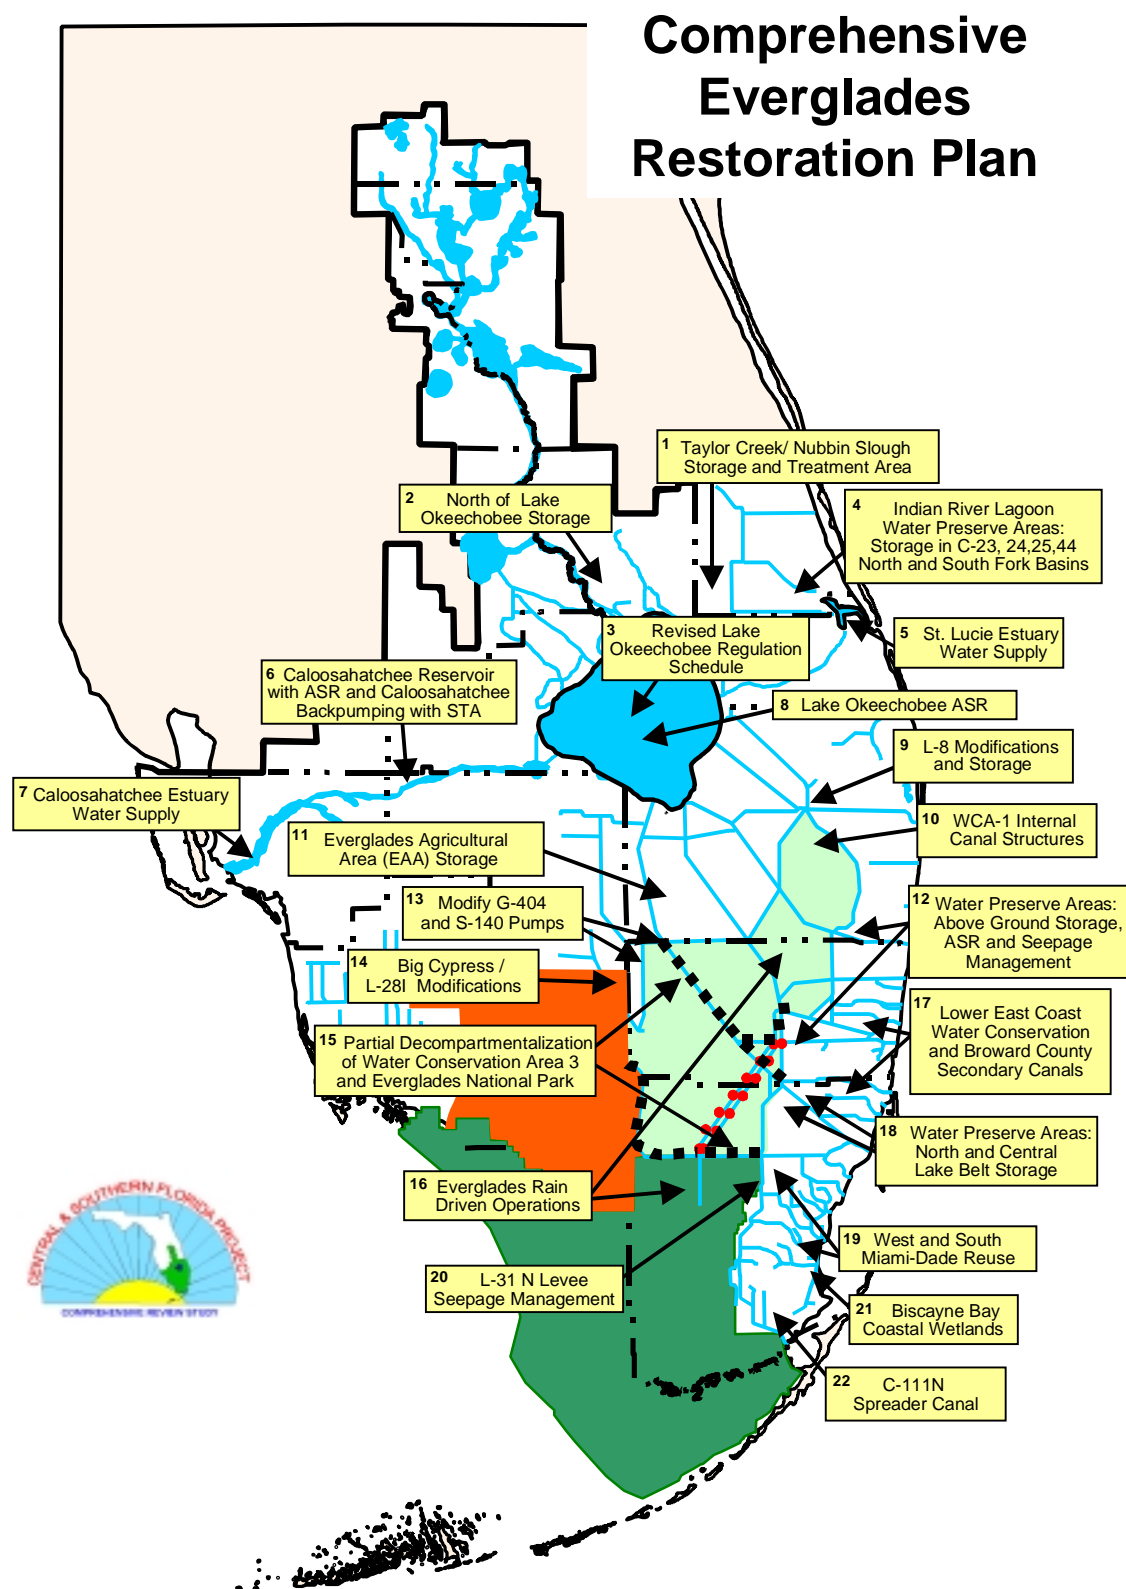 Comprehensive
Everglades
Restoration Plan
1 Taylor Creek/ Nubbin Slough
Storage and Treatment Area
2 North of Lake
Okeechobee Storage
4 Indian River Lagoon
Water Preserve Areas:
Storage in C-23, 24,25,44
North and South Fork Basins
3 Revised Lake
Okeechobee Regulation
Schedule
5 St. Lucie Estuary
Water Supply
6 Caloosahatchee Reservoir
with ASR and Caloosahatchee
Backpumping with STA
8 Lake Okeechobee ASR
9 L-8 Modifications
and Storage
7 Caloosahatchee Estuary
Water Supply
10 WCA-1 Internal
Canal Structures
11 Everglades Agricultural
Area (EAA) Storage
13 Modify G-404
and S-140 Pumps
12 Water Preserve Areas:
Above Ground Storage,
ASR and Seepage
Management
14 Big Cypress /
L-28I Modifications
17 Lower East Coast
Water Conservation
and Broward County
Secondary Canals
15 Partial Decompartmentalization
of Water Conservation Area 3
and Everglades National Park
18 Water Preserve Areas:
North and Central
Lake Belt Storage
16 Everglades Rain
Driven Operations
19 West and South
Miami-Dade Reuse
20 L-31 N Levee
Seepage Management
21 Biscayne Bay
Coastal Wetlands
22 C-111N
Spreader Canal
CENTRAL & SOUTHERN FLORIDA PROJECT
COMPREHENSIVE REVIEW STUDY